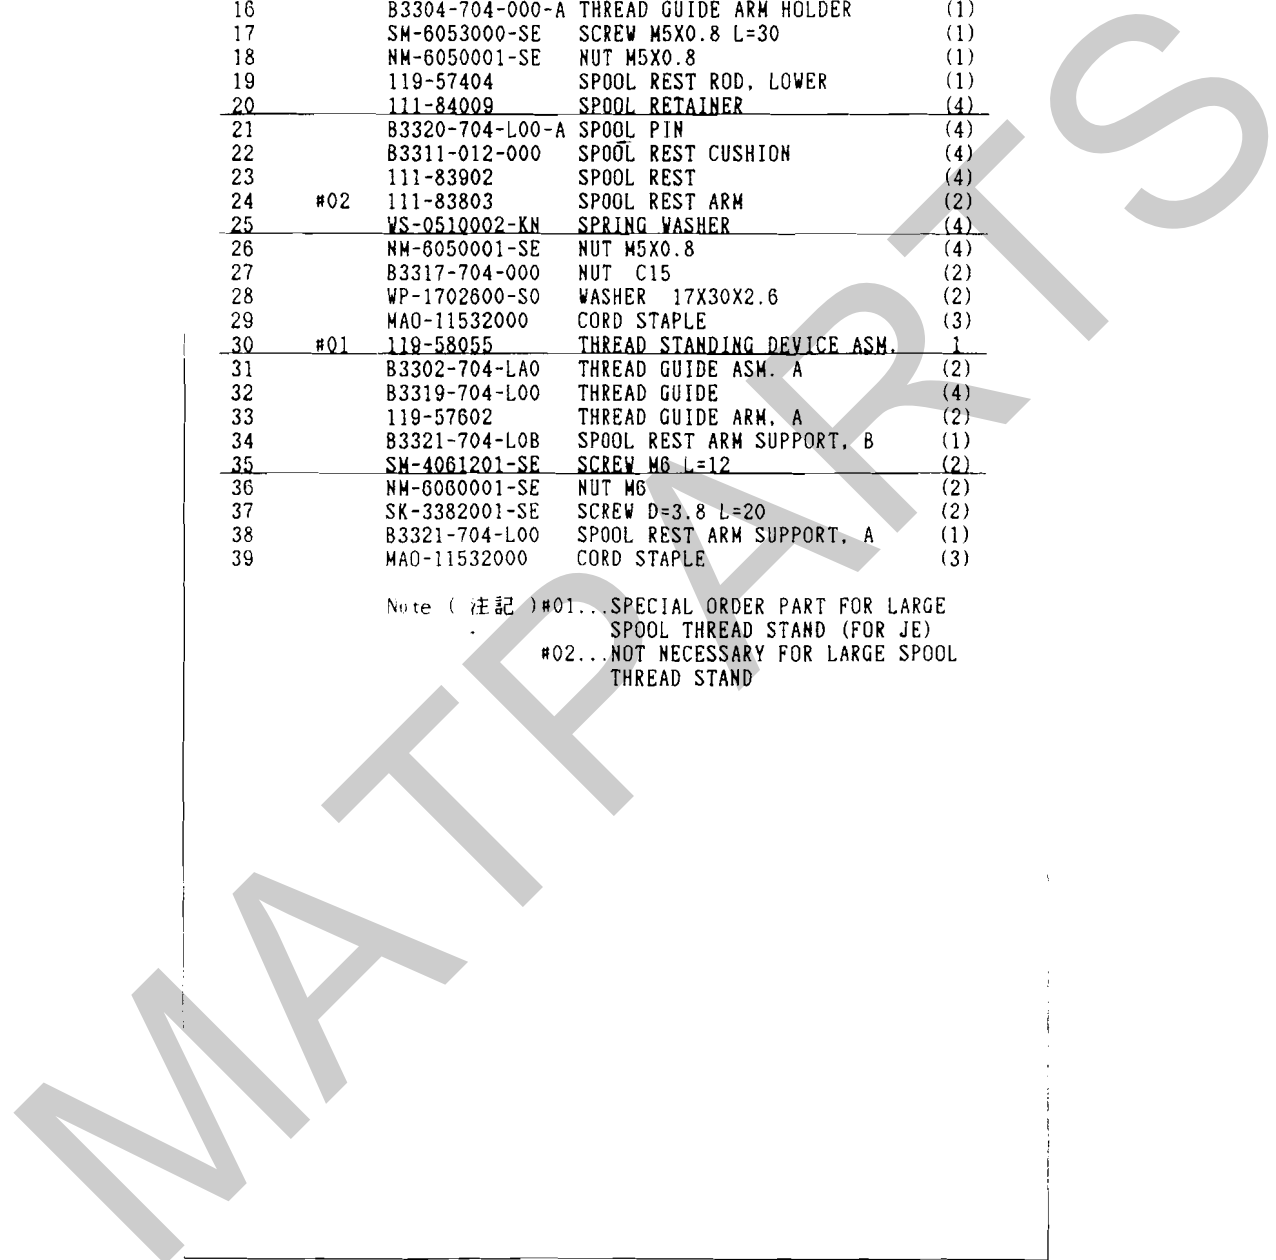 16 B3304-704-000-A THREAD GUIDE ARM HOLDER (1)
17 SM-6053000-SE SCREW M5X0.8 L=30 (1)
18 NM-6050001-SE NUT M5X0.8 (1)
19 119-57404 SPOOL REST ROD, LOWER (1)
20 111-84009 SPOOL RETAINER (4)
21 B3320-704-L00-A SPOOL PIN (4)
22 B3311-012-000 SPOOL REST CUSHION (4)
23 111-83902 SPOOL REST (4)
24 #02 111-83803 SPOOL REST ARM (2)
25 WS-0510002-KN SPRING WASHER (4)
26 NM-6050001-SE NUT M5X0.8 (4)
27 B3317-704-000 NUT C15 (2)
28 WP-1702600-S0 WASHER 17X30X2.6 (2)
29 MAO-11532000 CORD STAPLE (3)
30 #01 119-58055 THREAD STANDING DEVICE ASM. 1
31 B3302-704-LA0 THREAD GUIDE ASM. A (2)
32 B3319-704-L00 THREAD GUIDE (4)
33 119-57602 THREAD GUIDE ARM, A (2)
34 B3321-704-L0B SPOOL REST ARM SUPPORT, B (1)
35 SM-4061201-SE SCREW M6 L=12 (2)
36 NM-6060001-SE NUT M6 (2)
37 SK-3382001-SE SCREW D=3.8 L=20 (2)
38 B3321-704-L00 SPOOL REST ARM SUPPORT, A (1)
39 MAO-11532000 CORD STAPLE (3)
Note ( 注記 )#01...SPECIAL ORDER PART FOR LARGE
SPOOL THREAD STAND (FOR JE)
#02...NOT NECESSARY FOR LARGE SPOOL
THREAD STAND
MATPARTS